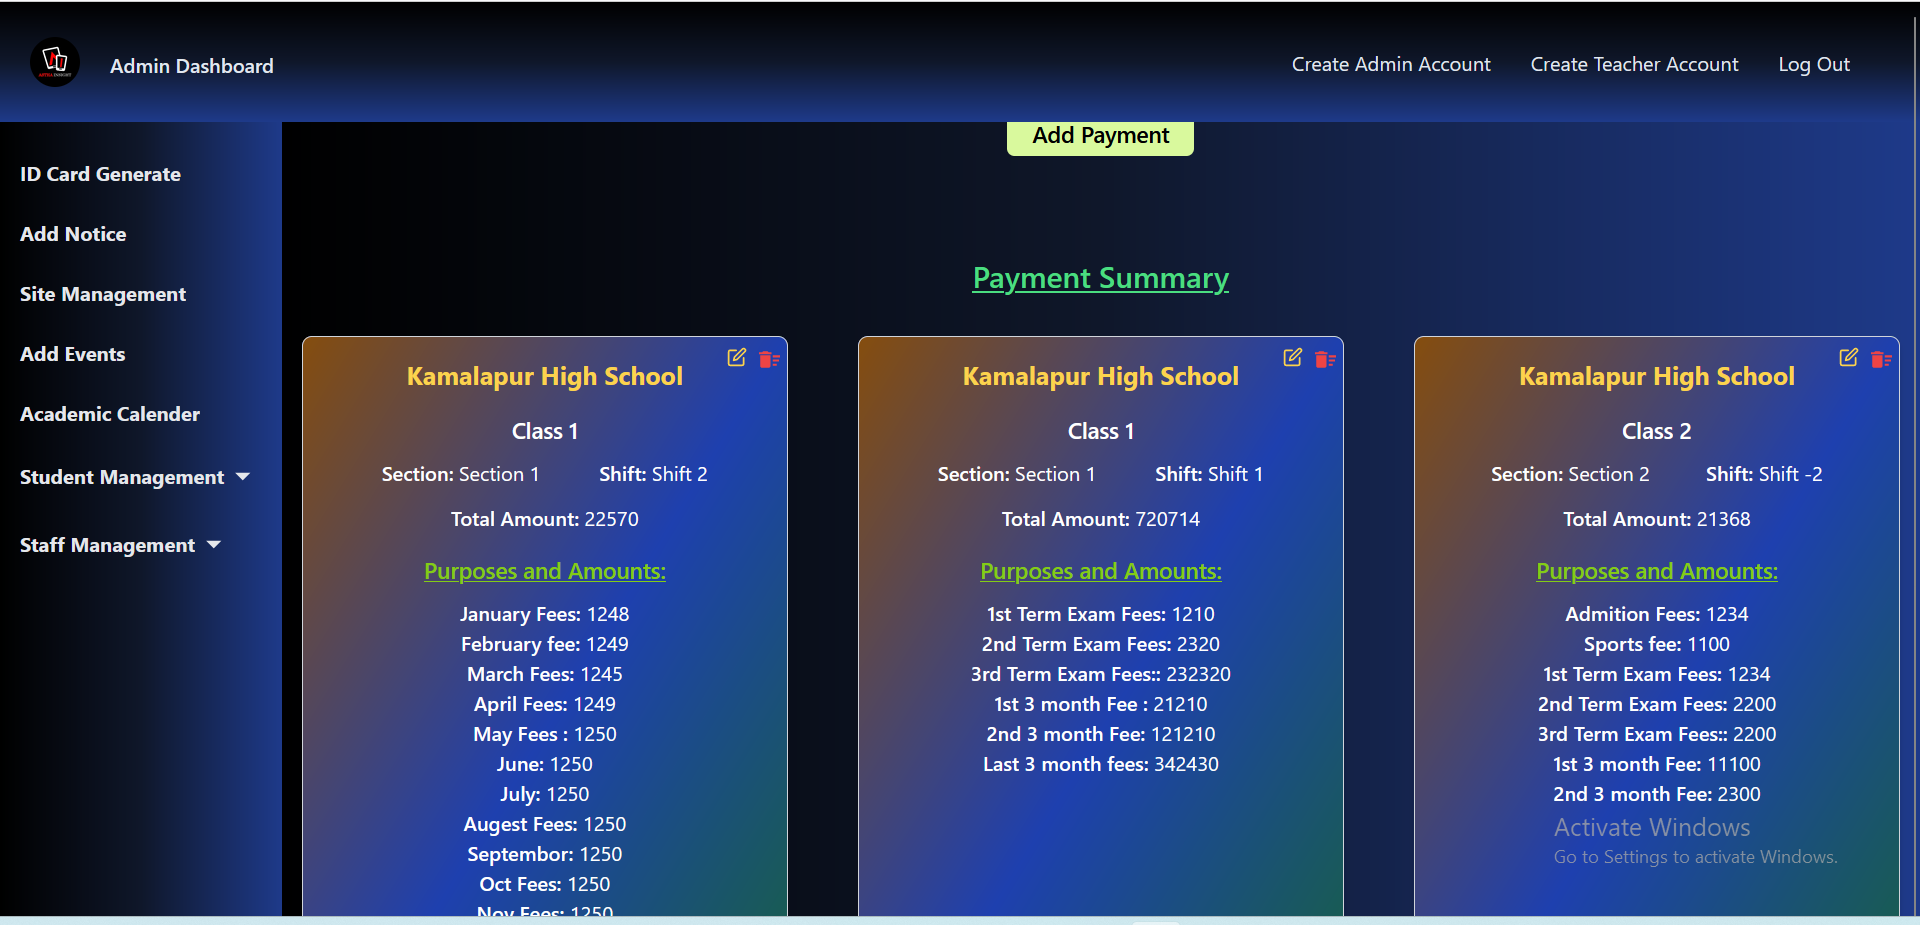 Admin Dashboard
Create Admin Account
Create Teacher Account
Log Out
ID Card Generate
Add Notice
Site Management
Add Events
Academic Calender
Student Management
Staff Management
Add Payment
Payment Summary
Kamalapur High School
Class 1
Section: Section 1 Shift: Shift 2
Total Amount: 22570
Purposes and Amounts:
January Fees: 1248
February fee: 1249
March Fees: 1245
April Fees: 1249
May Fees : 1250
June: 1250
July: 1250
Augest Fees: 1250
Septembor: 1250
Oct Fees: 1250
Nov Fees: 1250
Kamalapur High School
Class 1
Section: Section 1 Shift: Shift 1
Total Amount: 720714
Purposes and Amounts:
1st Term Exam Fees: 1210
2nd Term Exam Fees: 2320
3rd Term Exam Fees:: 232320
1st 3 month Fee : 21210
2nd 3 month Fee: 121210
Last 3 month fees: 342430
Kamalapur High School
Class 2
Section: Section 2 Shift: Shift -2
Total Amount: 21368
Purposes and Amounts:
Admition Fees: 1234
Sports fee: 1100
1st Term Exam Fees: 1234
2nd Term Exam Fees: 2200
3rd Term Exam Fees:: 2200
1st 3 month Fee: 11100
2nd 3 month Fee: 2300
Activate Windows
Go to Settings to activate Windows.